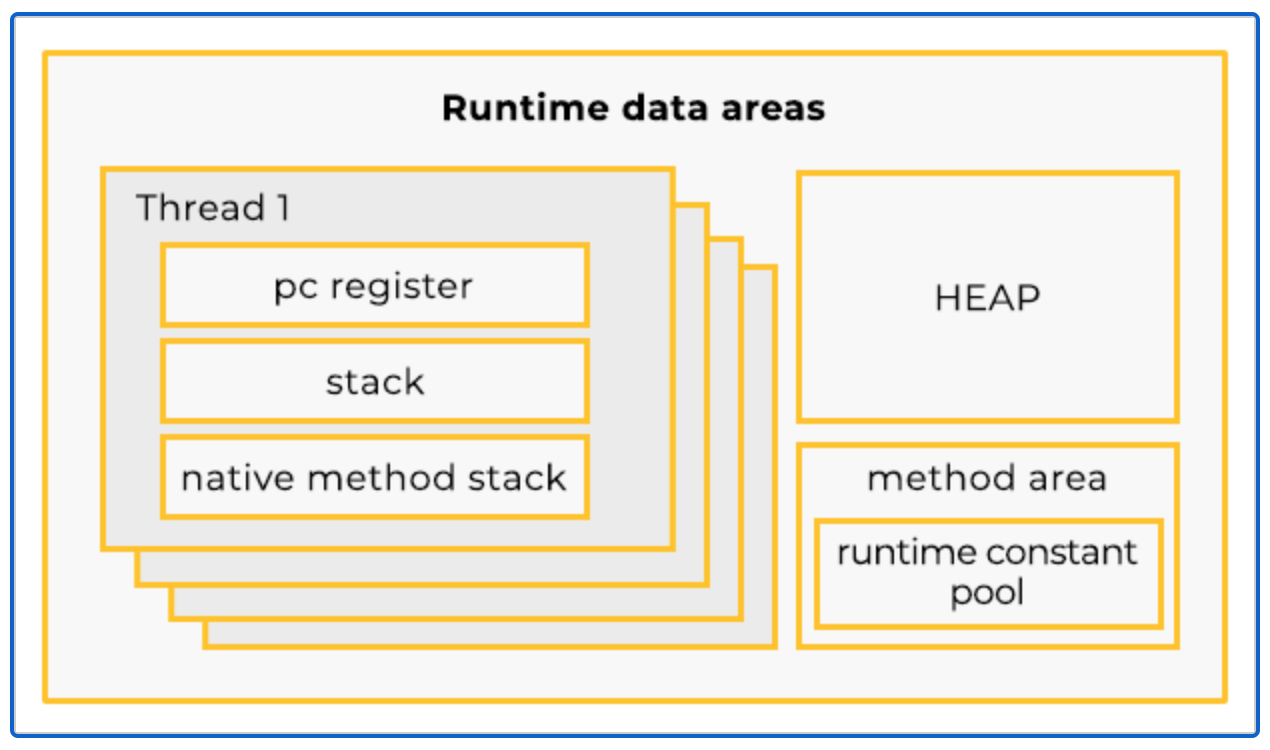 Runtime data areas
Thread 1
pc register
stack
native method stack
HEAP
method area
runtime constant
pool